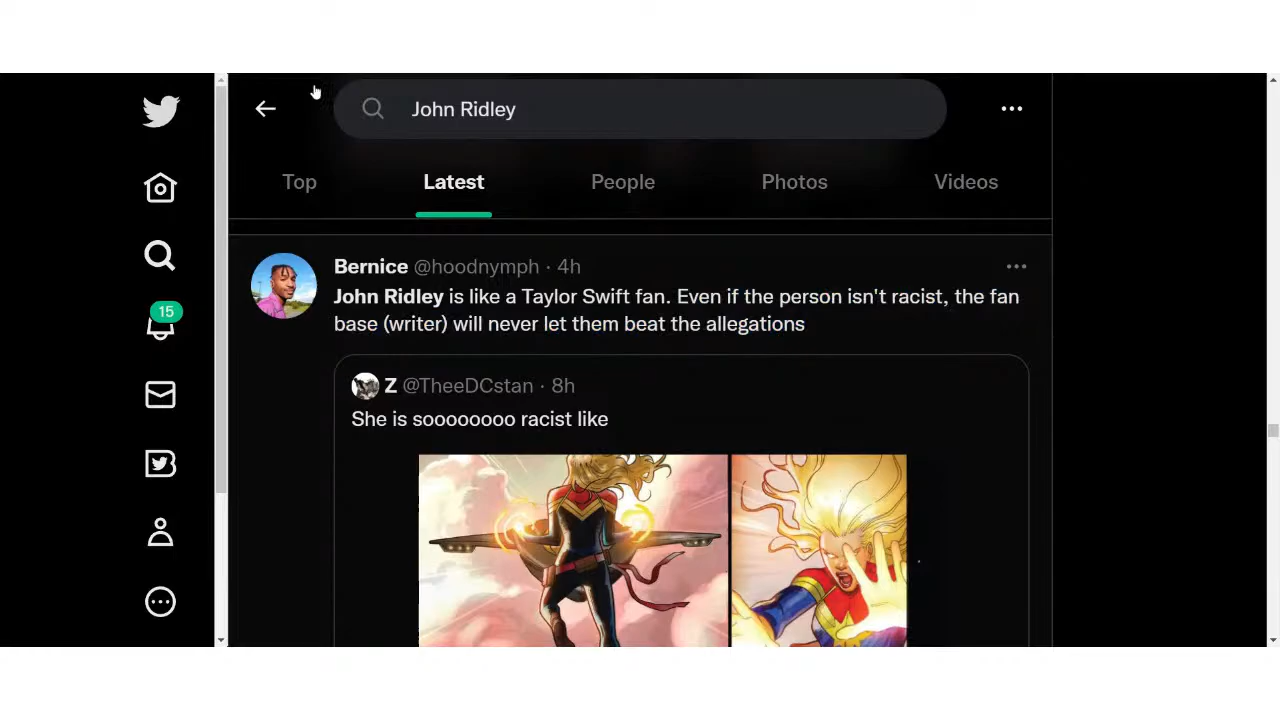 John Ridley
Top Latest People Photos Videos
15
Bernice @hoodnymph · 4h
John Ridley is like a Taylor Swift fan. Even if the person isn't racist, the fan
base (writer) will never let them beat the allegations
Z @TheeDCstan · 8h
She is soooooooo racist like